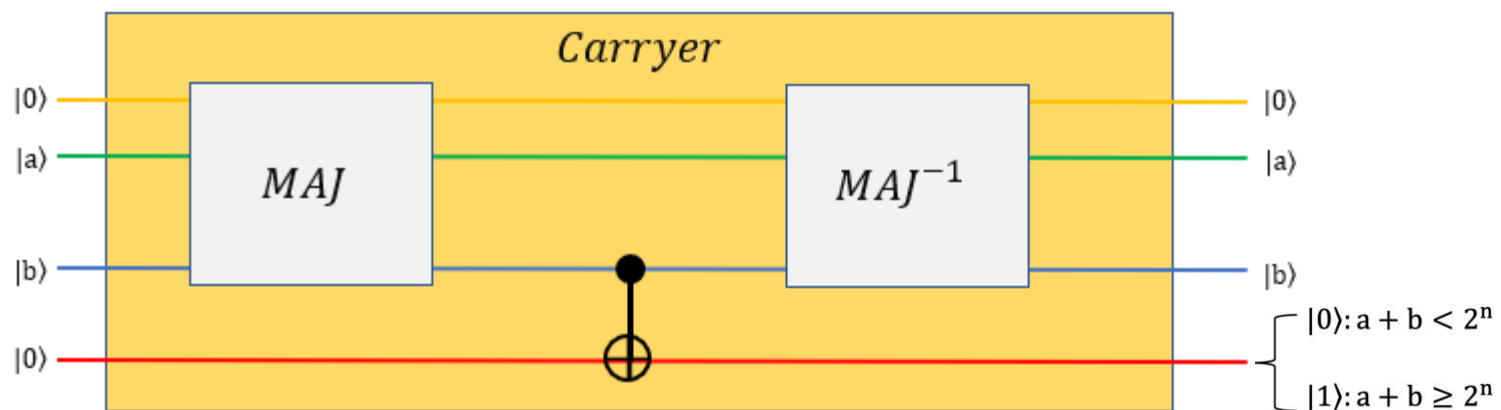 Carryer
|0⟩
|0⟩
|a⟩
MAJ
MAJ⁻¹
|a⟩
|b⟩
|b⟩
|0⟩: a + b < 2ⁿ
|0⟩
|1⟩: a + b ≥ 2ⁿ